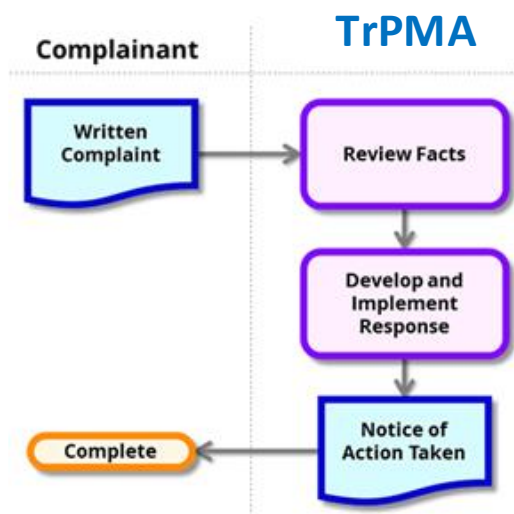 Complainant
TrPMA
Written
Complaint
Review Facts
Develop and
Implement
Response
Notice of
Action Taken
Complete